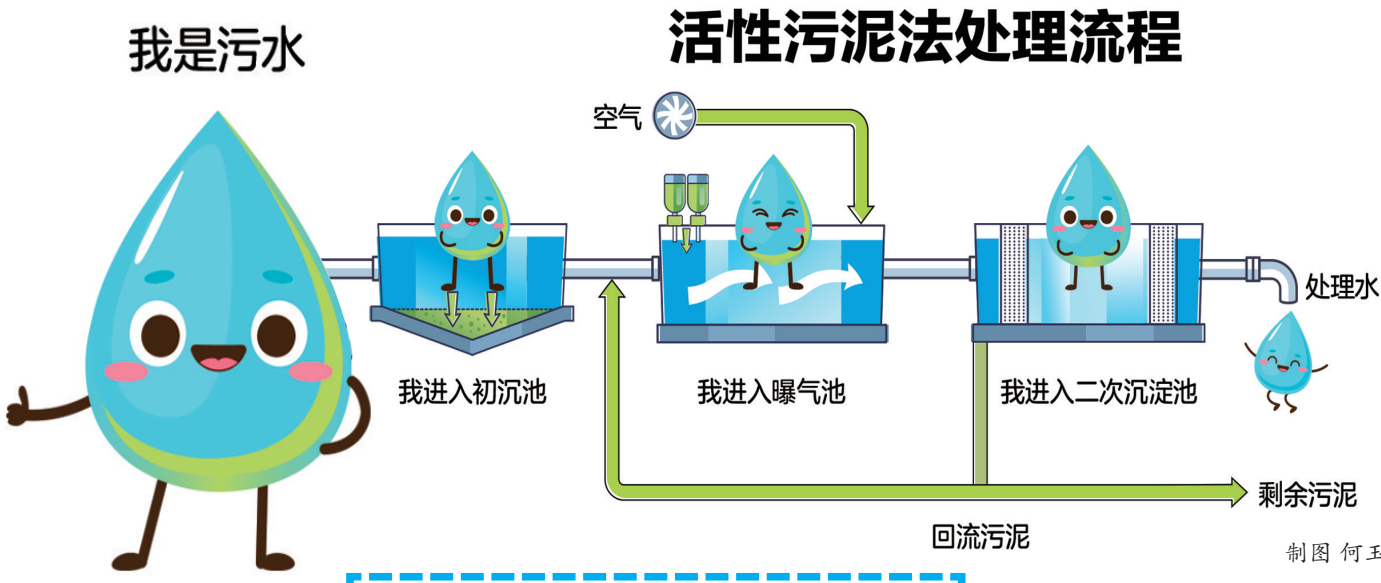 我是污水
活性污泥法处理流程
空气
处理水
我进入初沉池
我进入曝气池
我进入二次沉淀池
剩余污泥
回流污泥
制图 何玉